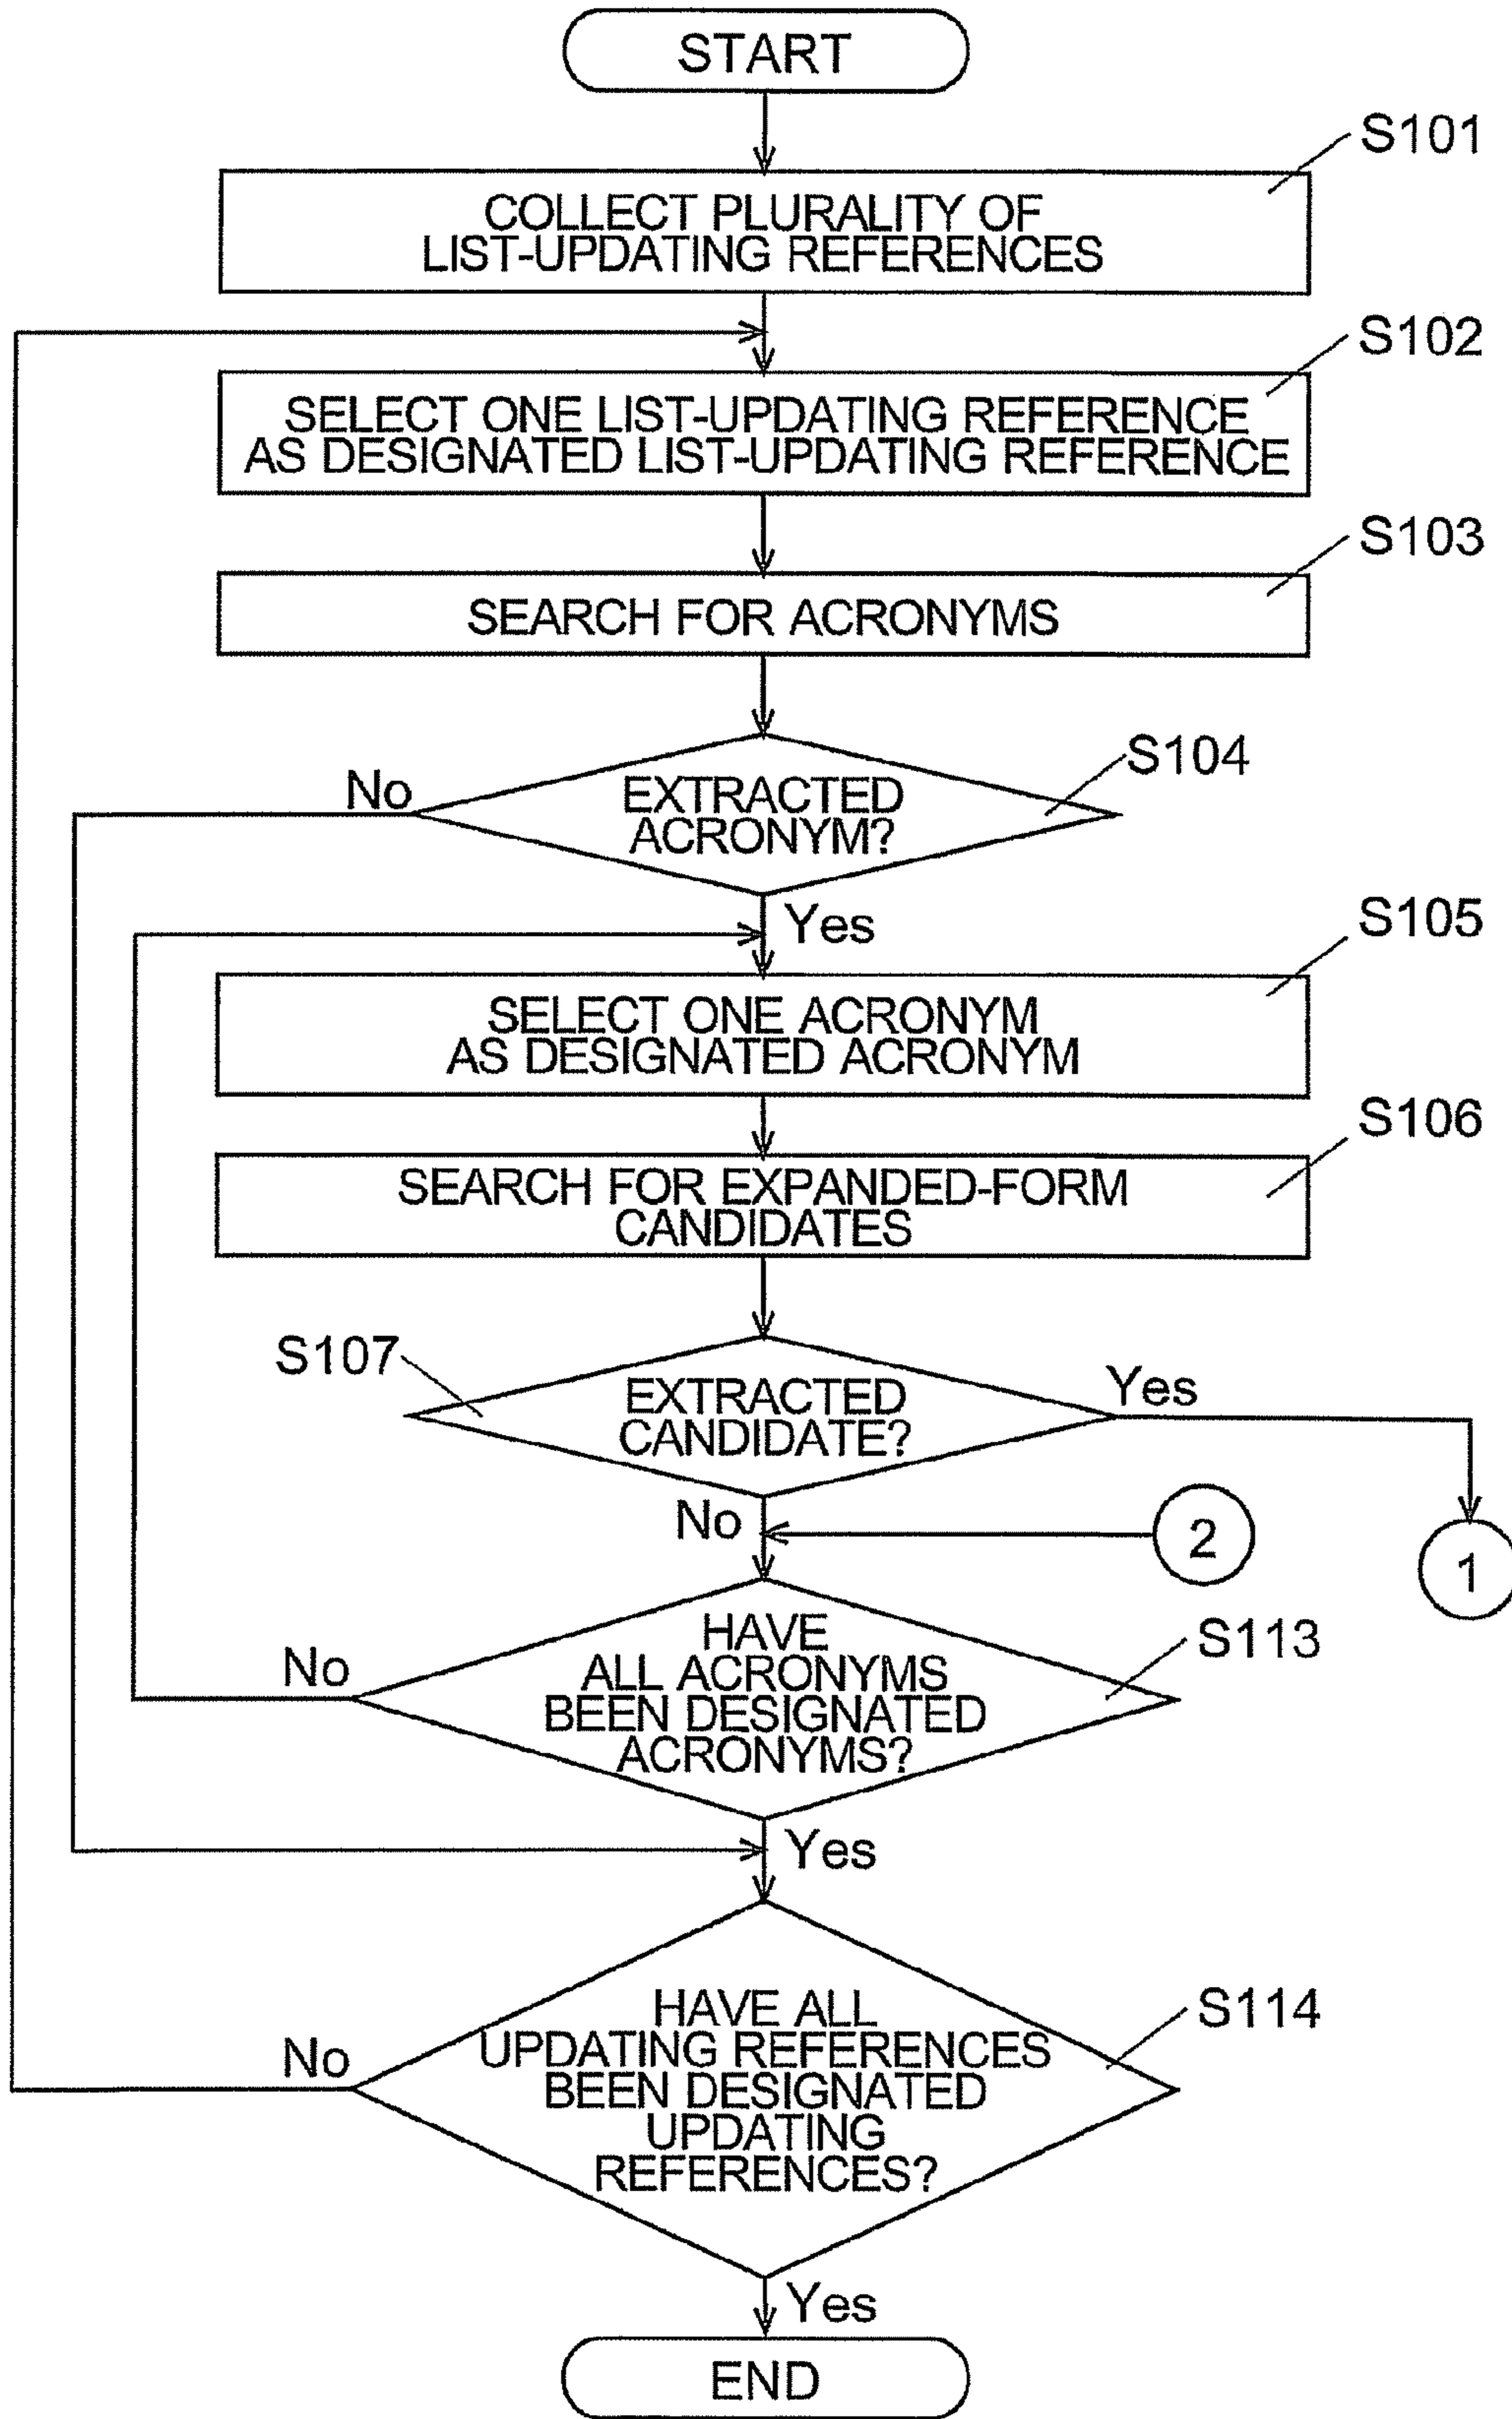 START
S101
COLLECT PLURALITY OF
LIST-UPDATING REFERENCES
S102
SELECT ONE LIST-UPDATING REFERENCE
AS DESIGNATED LIST-UPDATING REFERENCE
S103
SEARCH FOR ACRONYMS
S104
No
EXTRACTED
ACRONYM?
Yes
S105
SELECT ONE ACRONYM
AS DESIGNATED ACRONYM
S106
SEARCH FOR EXPANDED-FORM
CANDIDATES
S107
EXTRACTED
CANDIDATE?
Yes
No
2
1
HAVE
ALL ACRONYMS
BEEN DESIGNATED
ACRONYMS?
S113
No
Yes
HAVE ALL
UPDATING REFERENCES
BEEN DESIGNATED
UPDATING
REFERENCES?
S114
No
Yes
END